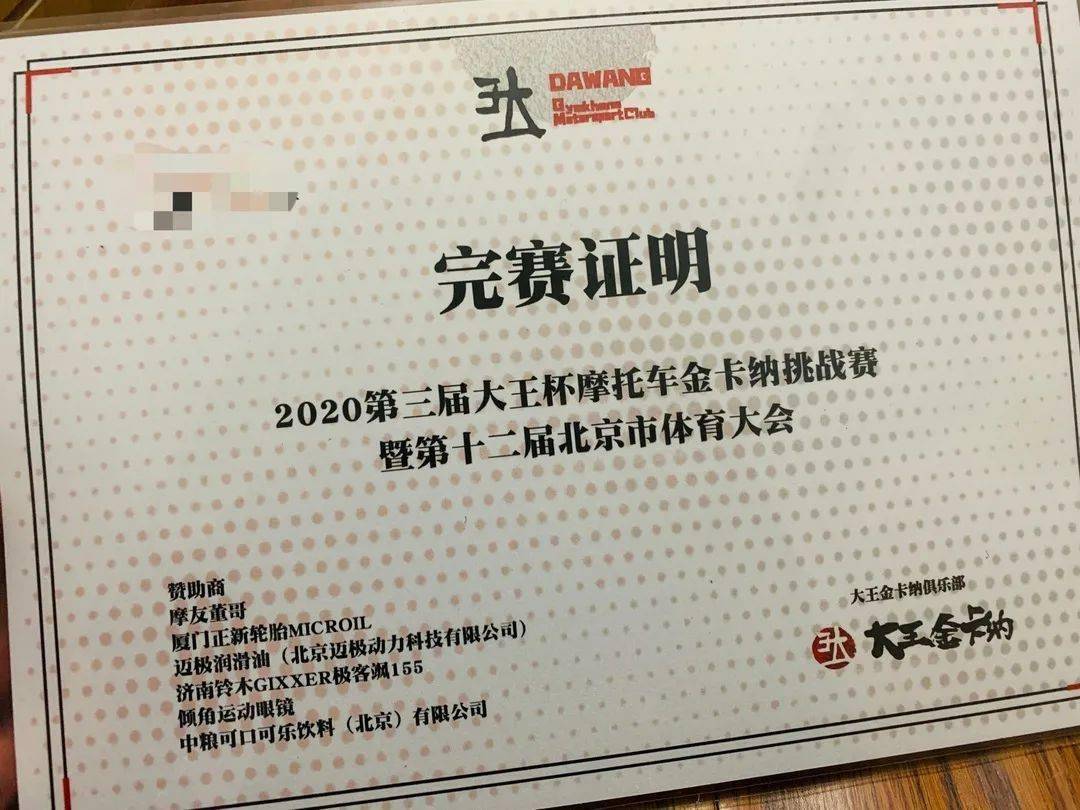 DAWANG
Gymkhana
MotorsportClub
完赛证明
2020第三届大王杯摩托车金卡纳挑战赛
暨第十二届北京市体育大会
赞助商
摩友董哥
厦门正新轮胎MICROIL
迈极润滑油（北京迈极动力科技有限公司）
济南铃木GIXXER极客飒155
倾角运动眼镜
中粮可口可乐饮料（北京）有限公司
大王金卡纳俱乐部
大王金卡纳